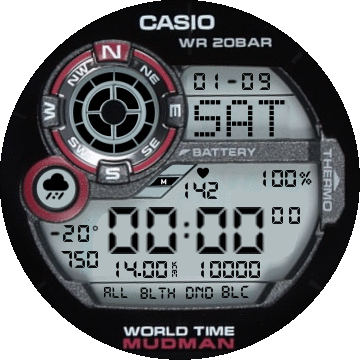 CASIO
WR 20BAR
N
NW NE
W E
SW SE
S
01-09
SAT
BATTERY
THERMO
M
142
100%
00:00
00
-20°
750
14.00
10000
ALL BLTH DND BLC
WORLD TIME
MUDMAN